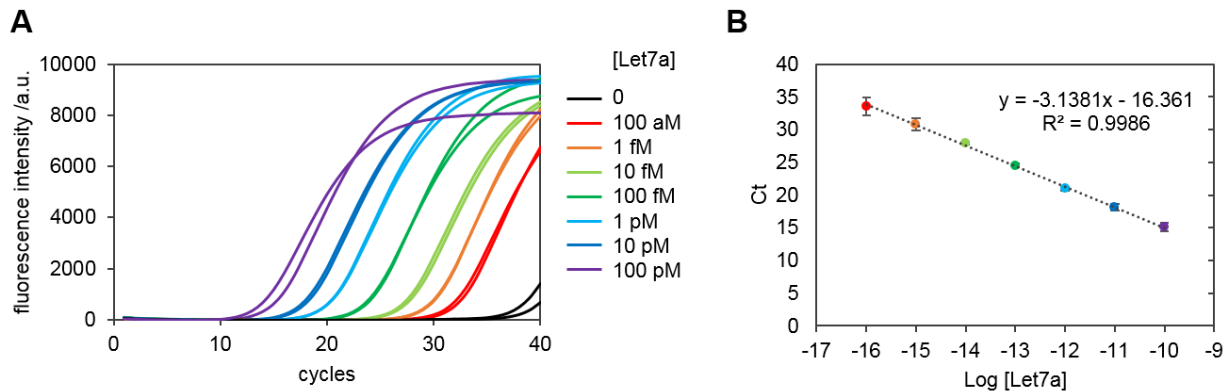 A
fluorescence intensity /a.u.
10000
8000
6000
4000
2000
0
0
10
20
30
40
cycles
[Let7a]
0
100 aM
1 fM
10 fM
100 fM
1 pM
10 pM
100 pM
B
Ct
40
35
30
25
20
15
10
5
0
y = -3.1381x - 16.361
R² = 0.9986
-17
-16
-15
-14
-13
-12
-11
-10
-9
Log [Let7a]